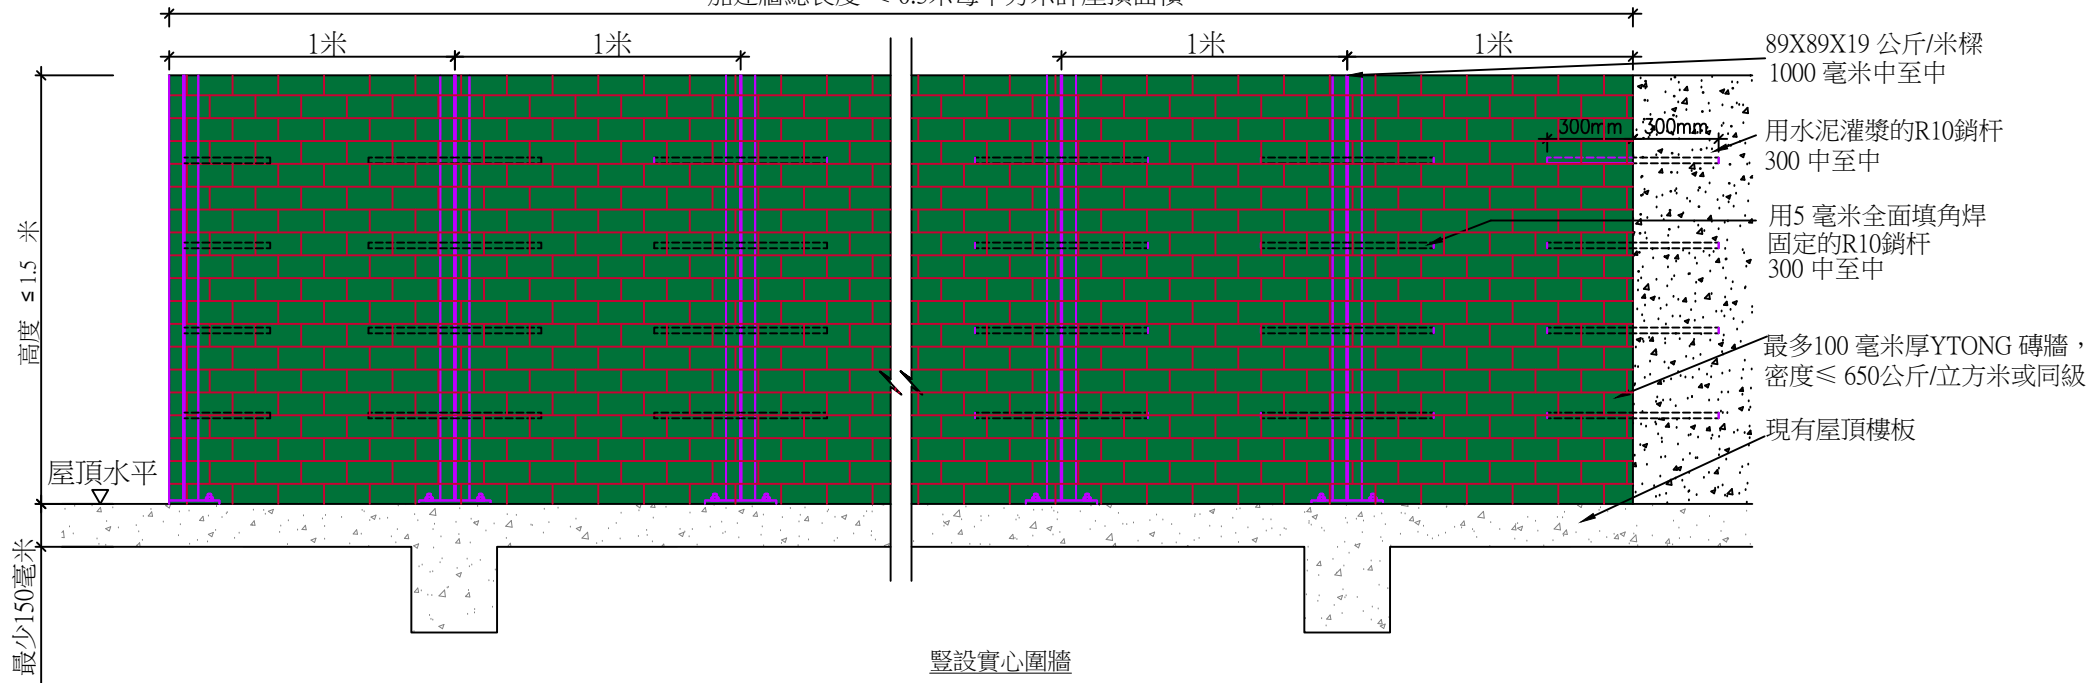 1米
1米
1米
1米
89X89X19 公斤/米樑
1000 毫米中至中
300mm
300mm
用水泥灌漿的R10銷杆
300 中至中
用5 毫米全面填角焊
固定的R10銷杆
300 中至中
高度 ≤1.5 米
最多100 毫米厚YTONG 磚牆，
密度≤ 650公斤/立方米或同級
現有屋頂樓板
屋頂水平
最少150毫米
豎設實心圍牆